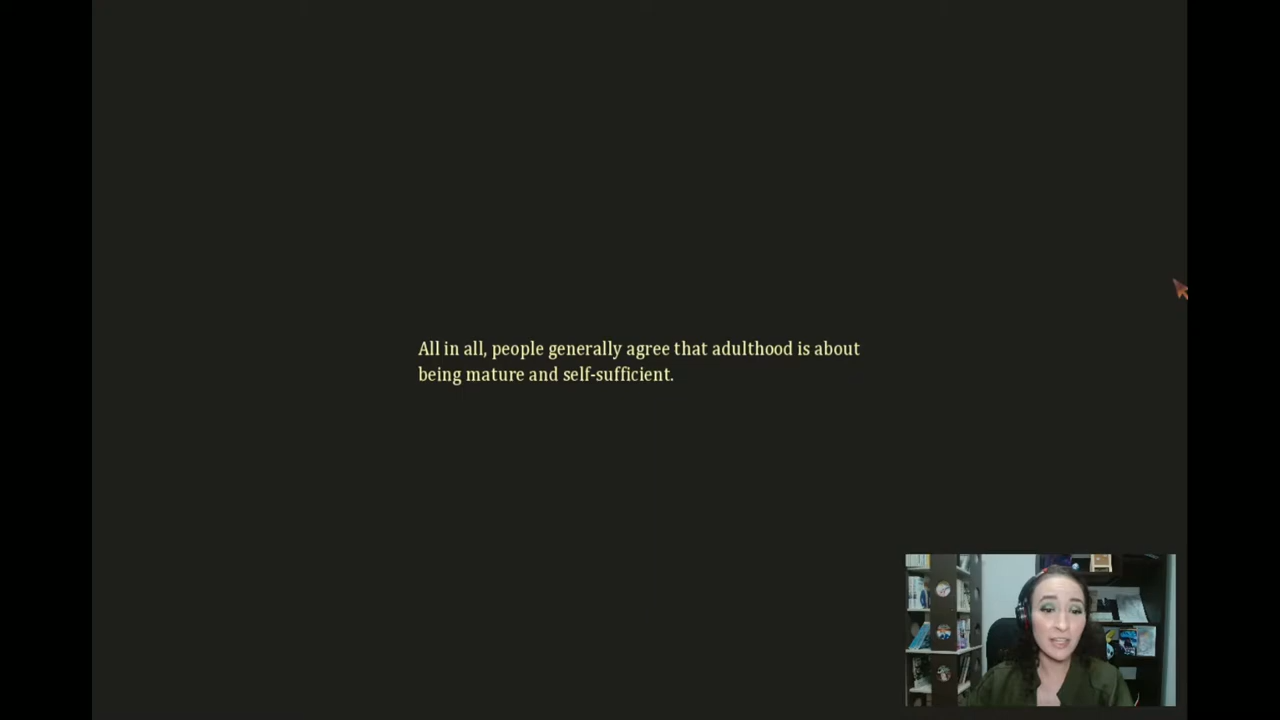 All in all, people generally agree that adulthood is about
being mature and self-sufficient.